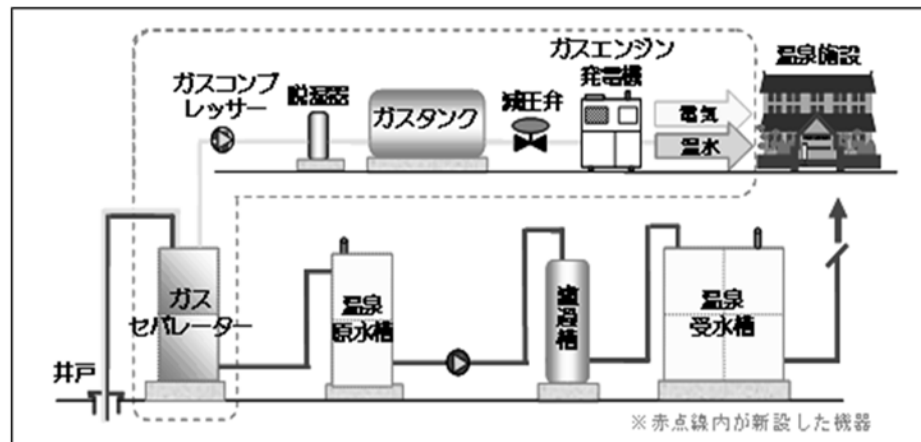 ガスエンジン
発電機
温泉施設
ガスコンプ
レッサー
脱湿器
ガスタンク
減圧弁
電気
温水
ガス
セパレーター
温泉
原水槽
濾過槽
温泉
受水槽
井戸
※赤点線内が新設した機器